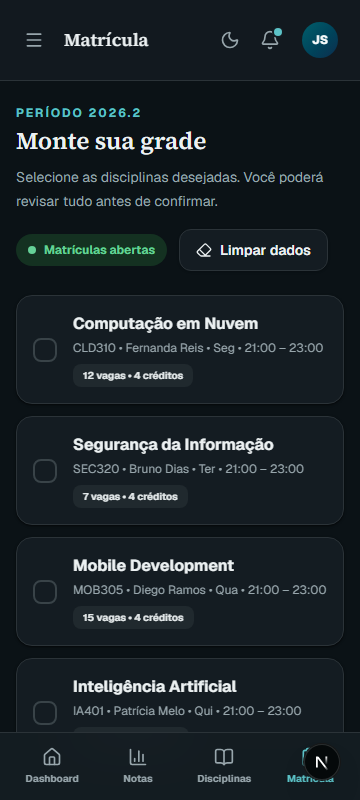 Matrícula
JS
PERÍODO 2026.2
Monte sua grade
Selecione as disciplinas desejadas. Você poderá
revisar tudo antes de confirmar.
Matrículas abertas
Limpar dados
Computação em Nuvem
CLD310 • Fernanda Reis • Seg • 21:00 – 23:00
12 vagas • 4 créditos
Segurança da Informação
SEC320 • Bruno Dias • Ter • 21:00 – 23:00
7 vagas • 4 créditos
Mobile Development
MOB305 • Diego Ramos • Qua • 21:00 – 23:00
15 vagas • 4 créditos
Inteligência Artificial
IA401 • Patrícia Melo • Qui • 21:00 – 23:00
Dashboard
Notas
Disciplinas
Matrícula
N